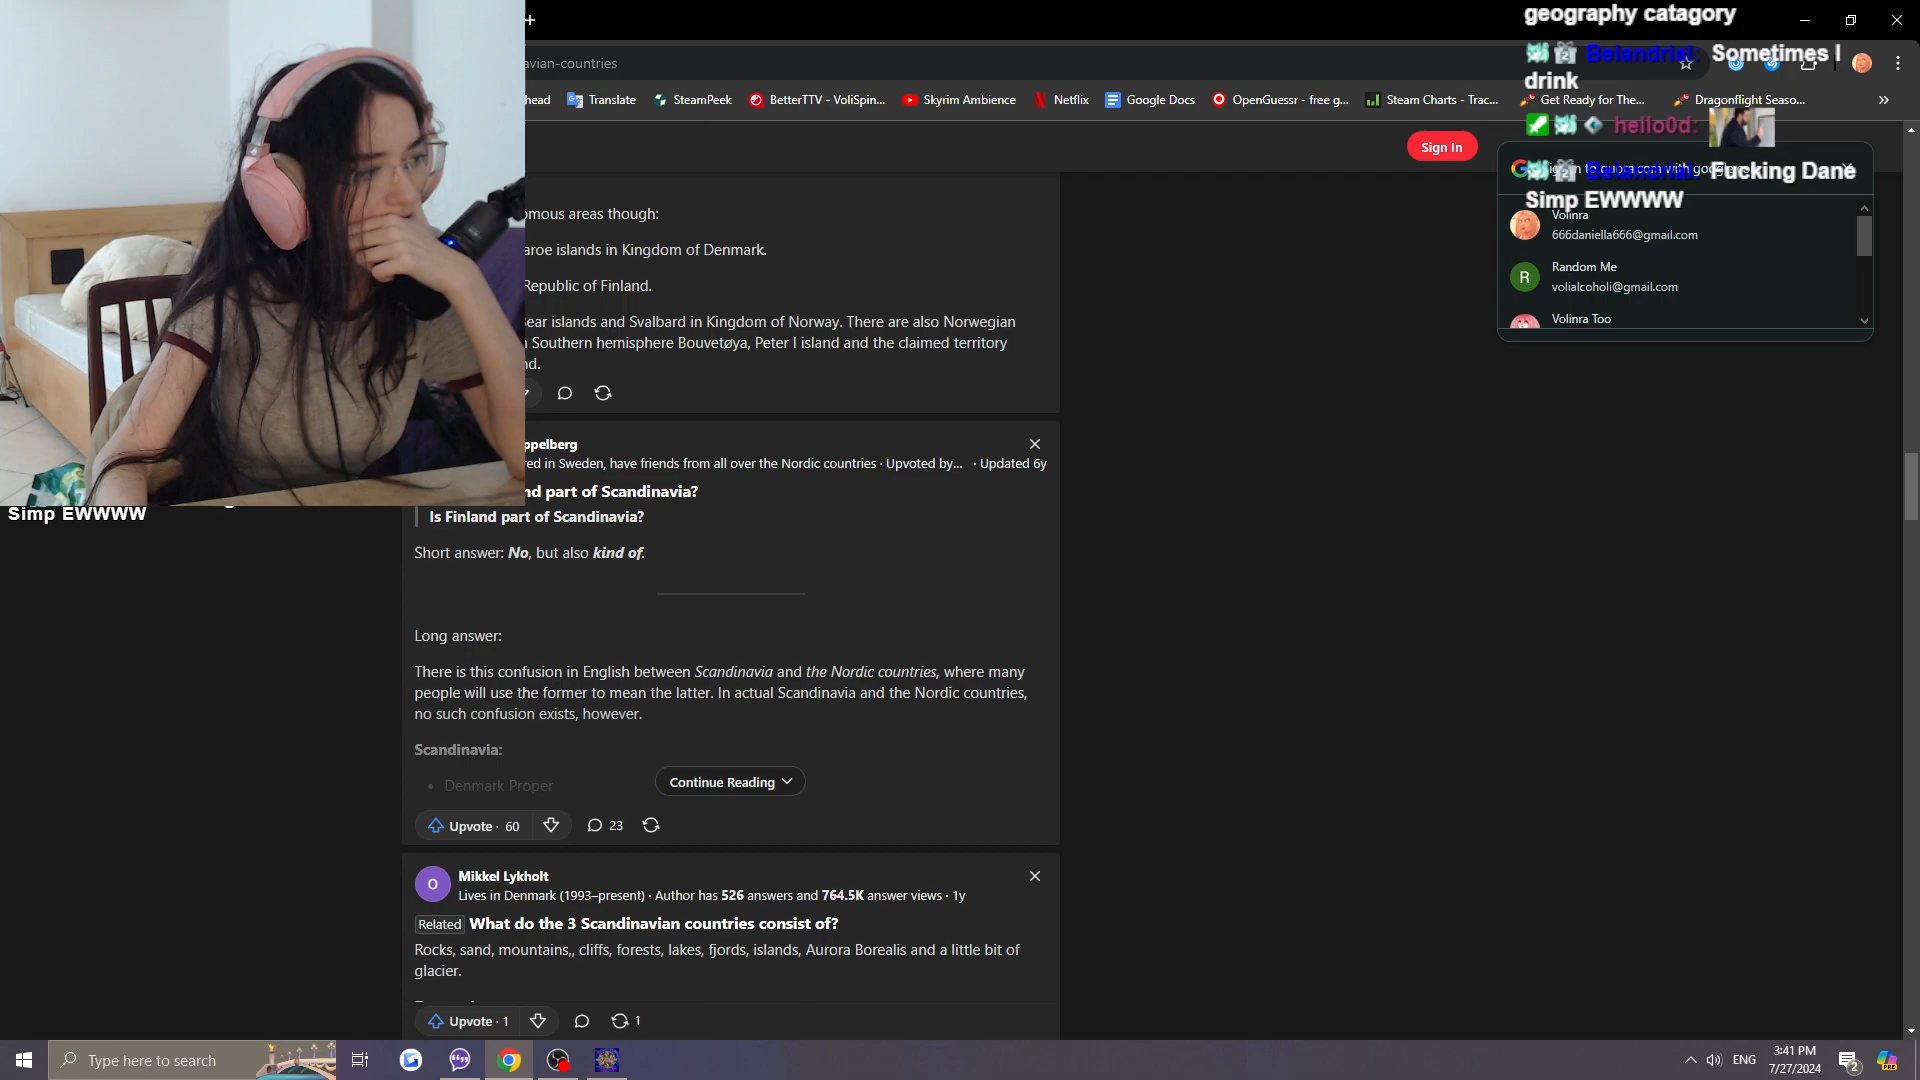 geography catagory
Belandrial: Sometimes I
drink
hello0d:
Belandrial: Fucking Dane
Simp EWWWW
avian-countries
head
Translate
SteamPeek
BetterTTV - VoliSpin...
Skyrim Ambience
Netflix
Google Docs
OpenGuessr - free g...
Steam Charts - Trac...
Get Ready for The...
Dragonflight Seaso...
Sign In
Volinra
666daniella666@gmail.com
R
Random Me
volialcoholi@gmail.com
Volinra Too
omous areas though:
aroe islands in Kingdom of Denmark.
Republic of Finland.
Bear islands and Svalbard in Kingdom of Norway. There are also Norwegian
Southern hemisphere Bouvetøya, Peter I island and the claimed territory
nd.
ppelberg
red in Sweden, have friends from all over the Nordic countries · Upvoted by... · Updated 6y
nd part of Scandinavia?
Is Finland part of Scandinavia?
Simp EWWWW
Short answer: No, but also kind of.
Long answer:
There is this confusion in English between Scandinavia and the Nordic countries, where many
people will use the former to mean the latter. In actual Scandinavia and the Nordic countries,
no such confusion exists, however.
Scandinavia:
• Denmark Proper
Continue Reading
Upvote · 60
23
O
Mikkel Lykholt
Lives in Denmark (1993–present) · Author has 526 answers and 764.5K answer views · 1y
Related What do the 3 Scandinavian countries consist of?
Rocks, sand, mountains,, cliffs, forests, lakes, fjords, islands, Aurora Borealis and a little bit of
glacier.
Upvote · 1
1
Type here to search
ENG
3:41 PM
7/27/2024
2
PRE